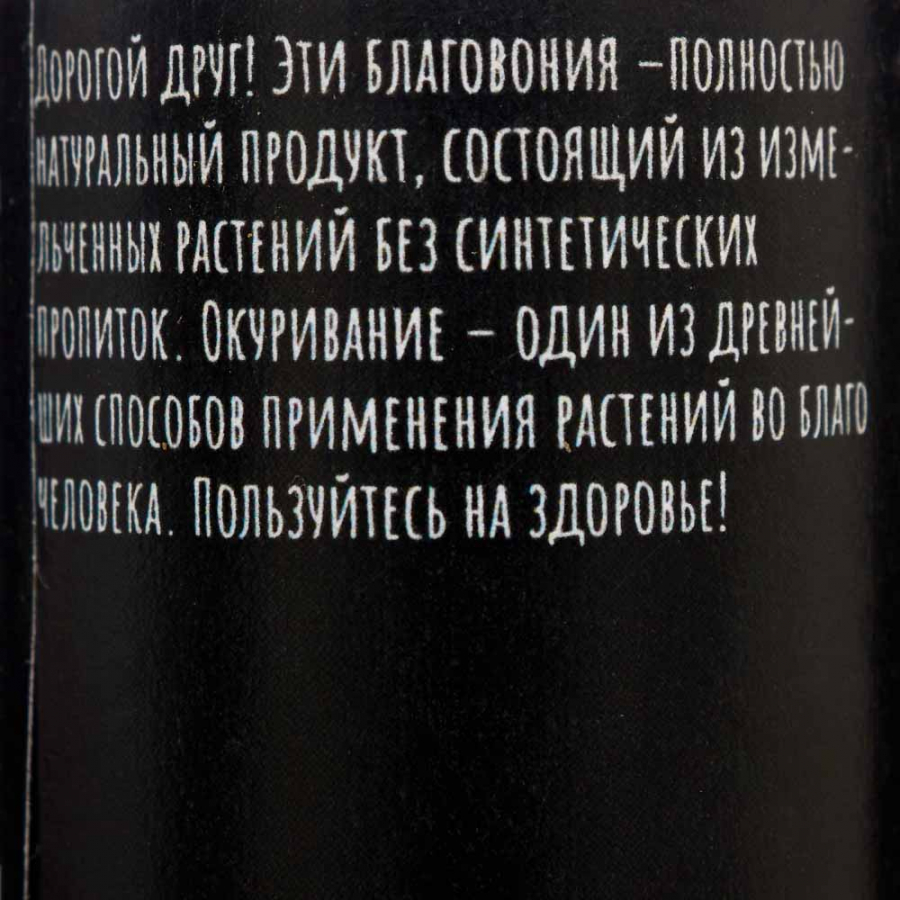 Дорогой друг! Эти благовония –полностью
натуральный продукт, состоящий из изме-
льченных растений без синтетических
пропиток. Окуривание – один из древней-
ших способов применения растений во благо
человека. Пользуйтесь на здоровье!